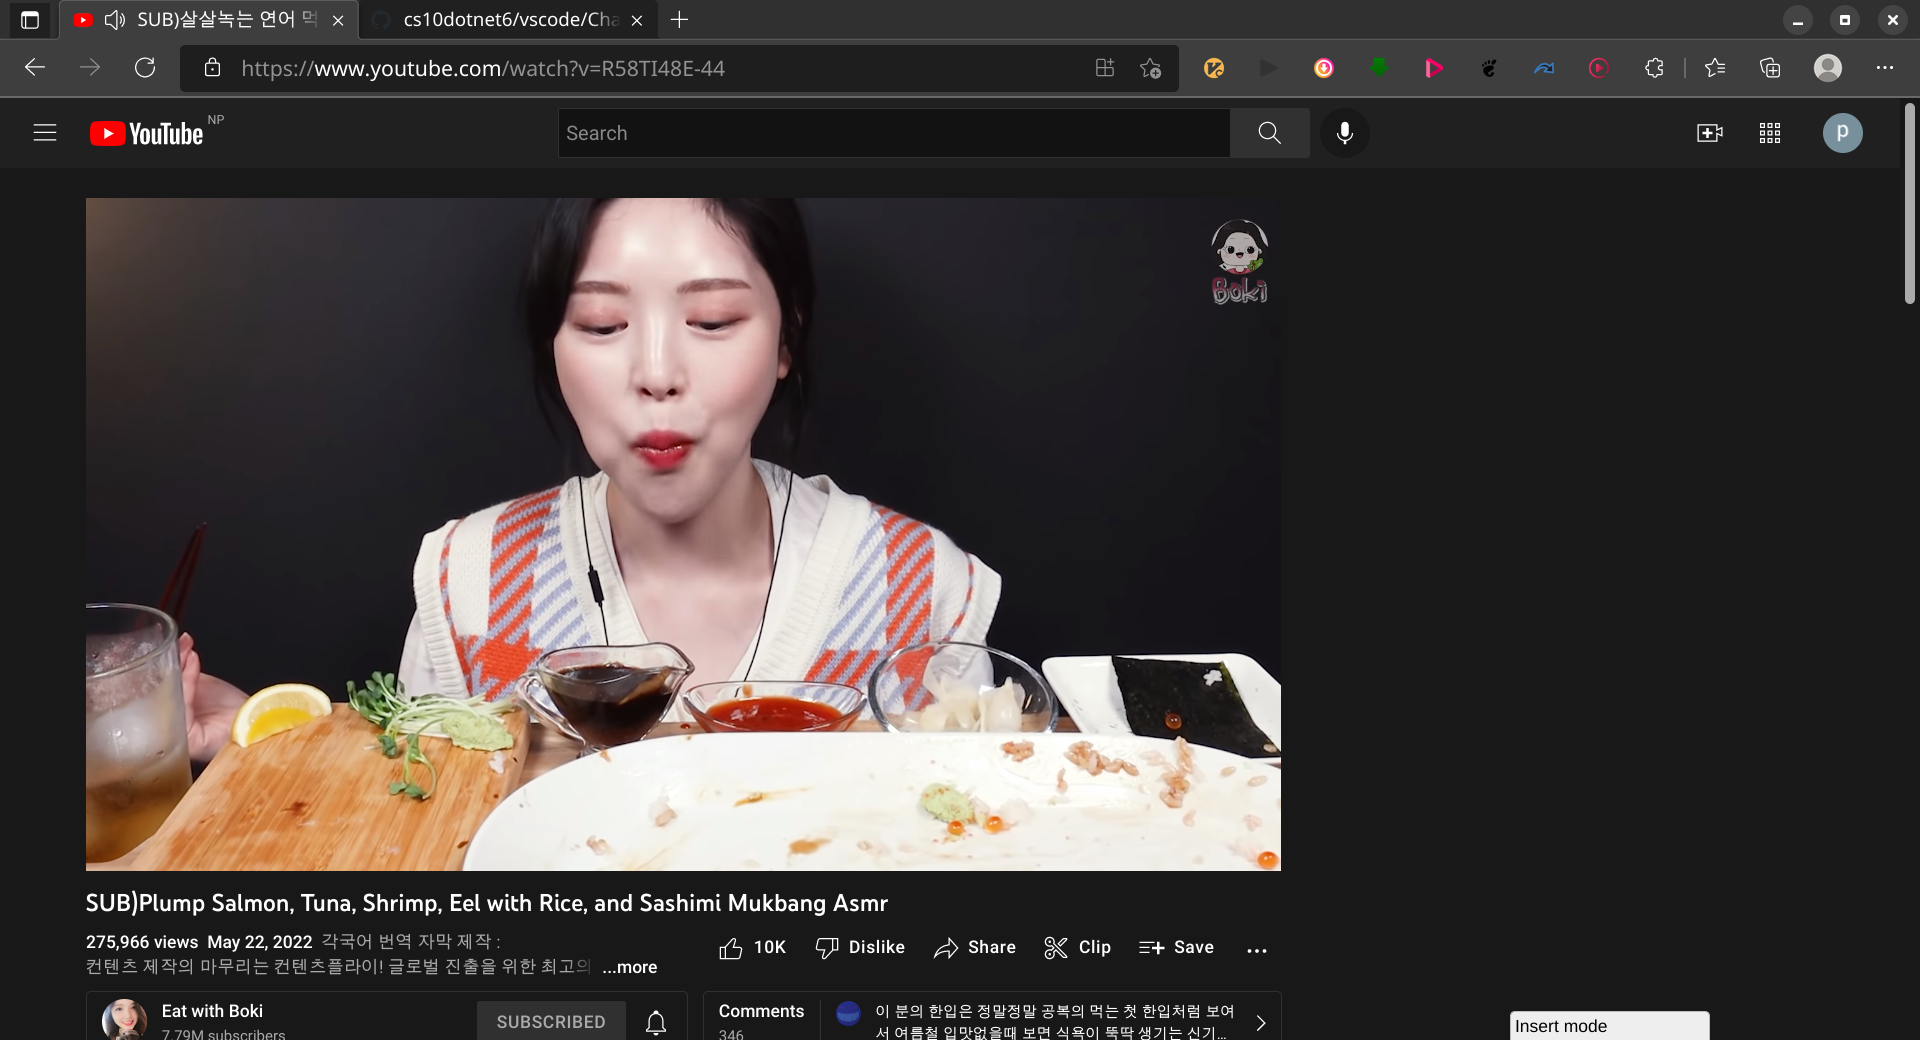 SUB)살살녹는 연어 먹
cs10dotnet6/vscode/Cha
https://www.youtube.com/watch?v=R58TI48E-44
YouTube NP
Search
p
Boki
SUB)Plump Salmon, Tuna, Shrimp, Eel with Rice, and Sashimi Mukbang Asmr
275,966 views May 22, 2022 각국어 번역 자막 제작 :
컨텐츠 제작의 마무리는 컨텐츠플라이! 글로벌 진출을 위한 최고의 ...more
10K Dislike Share Clip Save
Eat with Boki
7.79M subscribers
SUBSCRIBED
Comments
346
이 분의 한입은 정말정말 공복의 먹는 첫 한입처럼 보여
서 여름철 입맛없을때 보면 식욕이 뚝딱 생기는 신기...
Insert mode